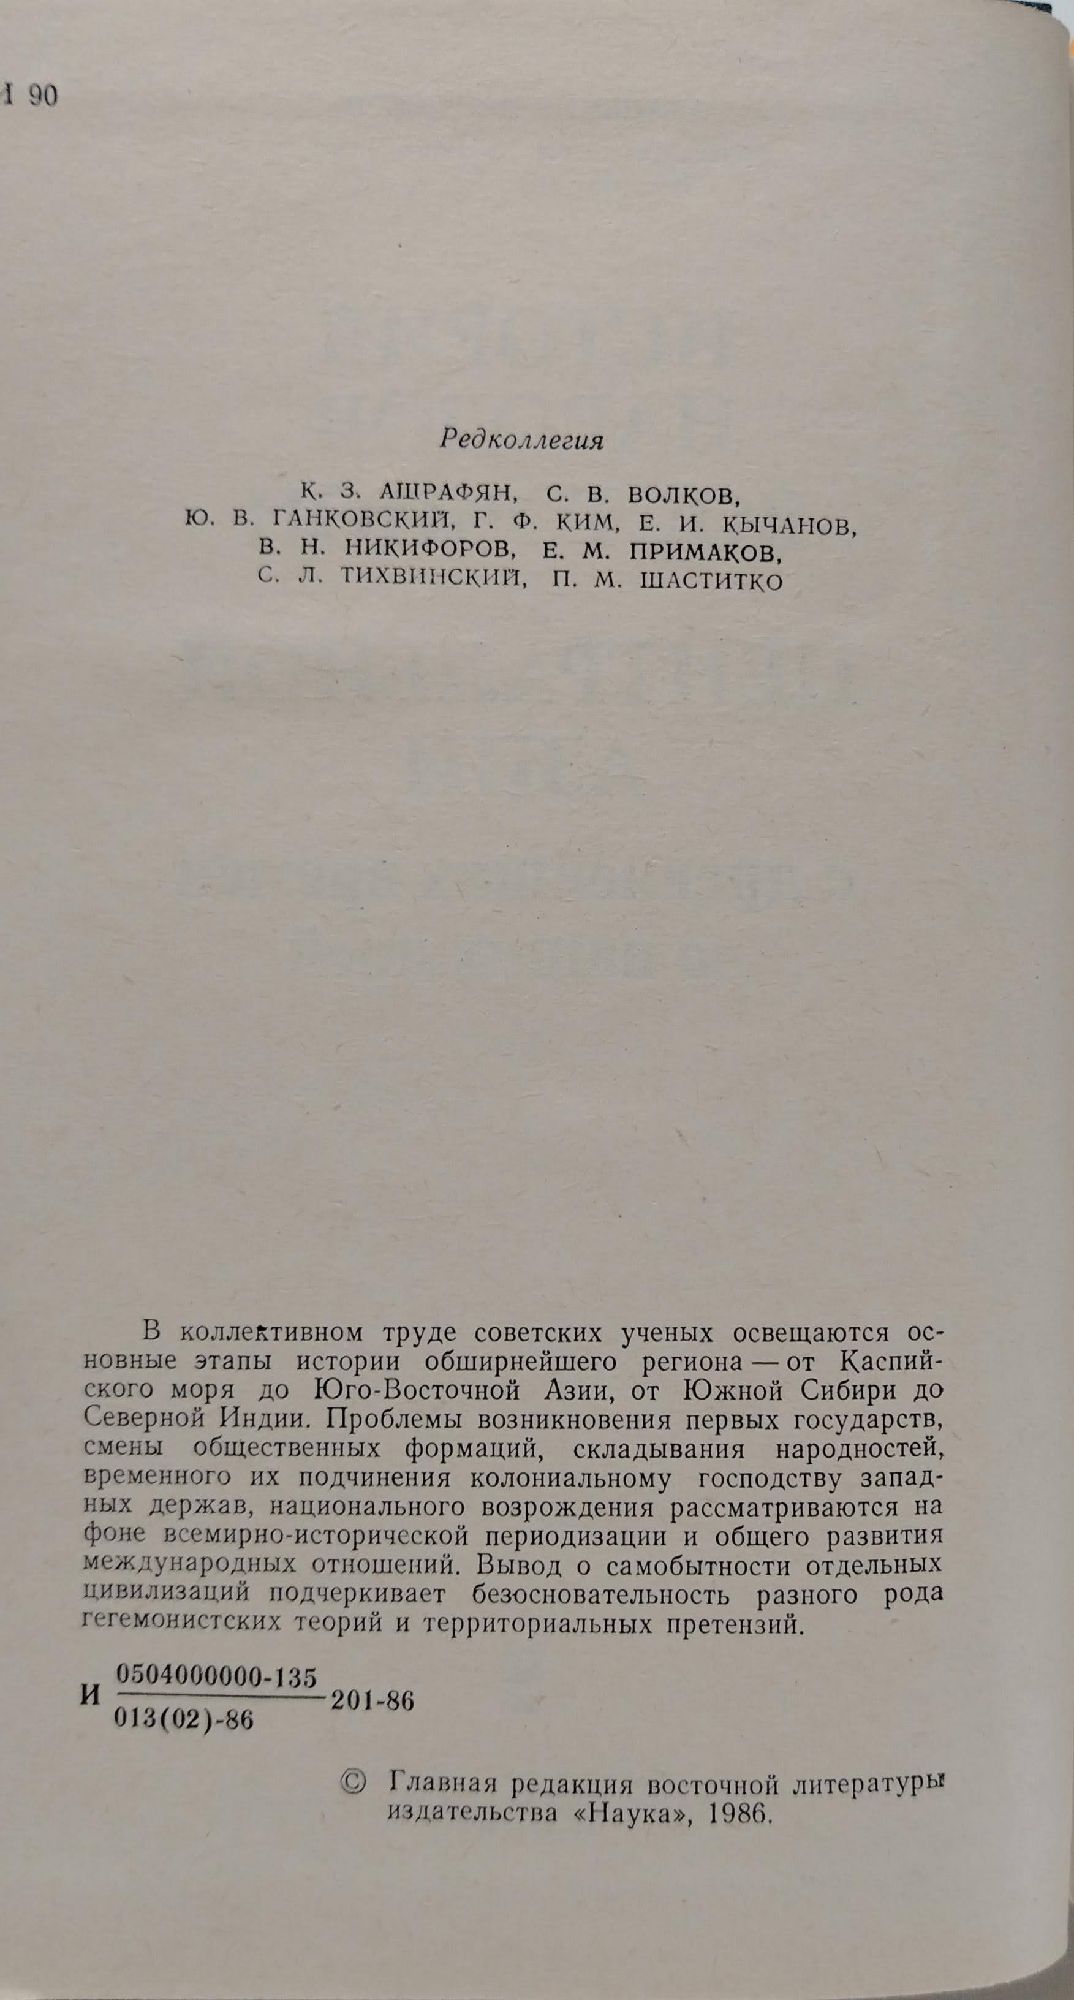 И 90
Редколлегия
К. З. АШРАФЯН, С. В. ВОЛКОВ,
Ю. В. ГАНКОВСКИЙ, Г. Ф. КИМ, Е. И. КЫЧАНОВ,
В. Н. НИКИФОРОВ, Е. М. ПРИМАКОВ,
С. Л. ТИХВИНСКИЙ, П. М. ШАСТИТКО
В коллективном труде советских ученых освещаются ос-
новные этапы истории обширнейшего региона — от Каспий-
ского моря до Юго-Восточной Азии, от Южной Сибири до
Северной Индии. Проблемы возникновения первых государств,
смены общественных формаций, складывания народностей,
временного их подчинения колониальному господству запад-
ных держав, национального возрождения рассматриваются на
фоне всемирно-исторической периодизации и общего развития
международных отношений. Вывод о самобытности отдельных
цивилизаций подчеркивает безосновательность разного рода
гегемонистских теорий и территориальных претензий.
0504000000-135
И 201-86
013(02)-86
© Главная редакция восточной литературы
издательства «Наука», 1986.